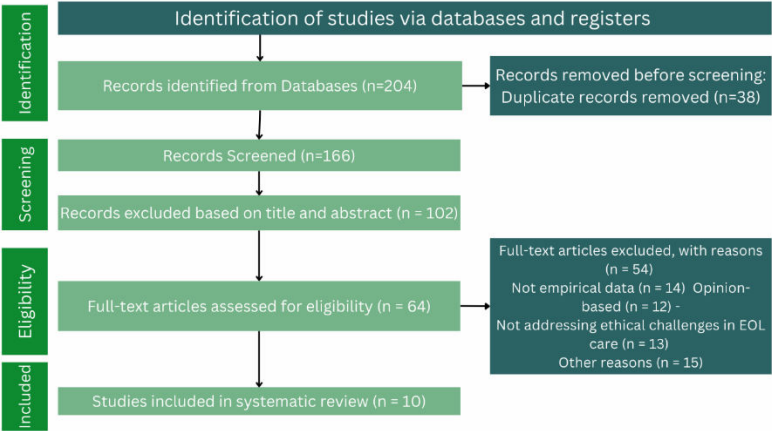 Identification of studies via databases and registers
Identification
Records identified from Databases (n=204)
Records removed before screening:
Duplicate records removed (n=38)
Screening
Records Screened (n=166)
Records excluded based on title and abstract (n = 102)
Eligibility
Full-text articles assessed for eligibility (n = 64)
Full-text articles excluded, with reasons
(n = 54)
Not empirical data (n = 14) Opinion-
based (n = 12) -
Not addressing ethical challenges in EOL
care (n = 13)
Other reasons (n = 15)
Included
Studies included in systematic review (n = 10)